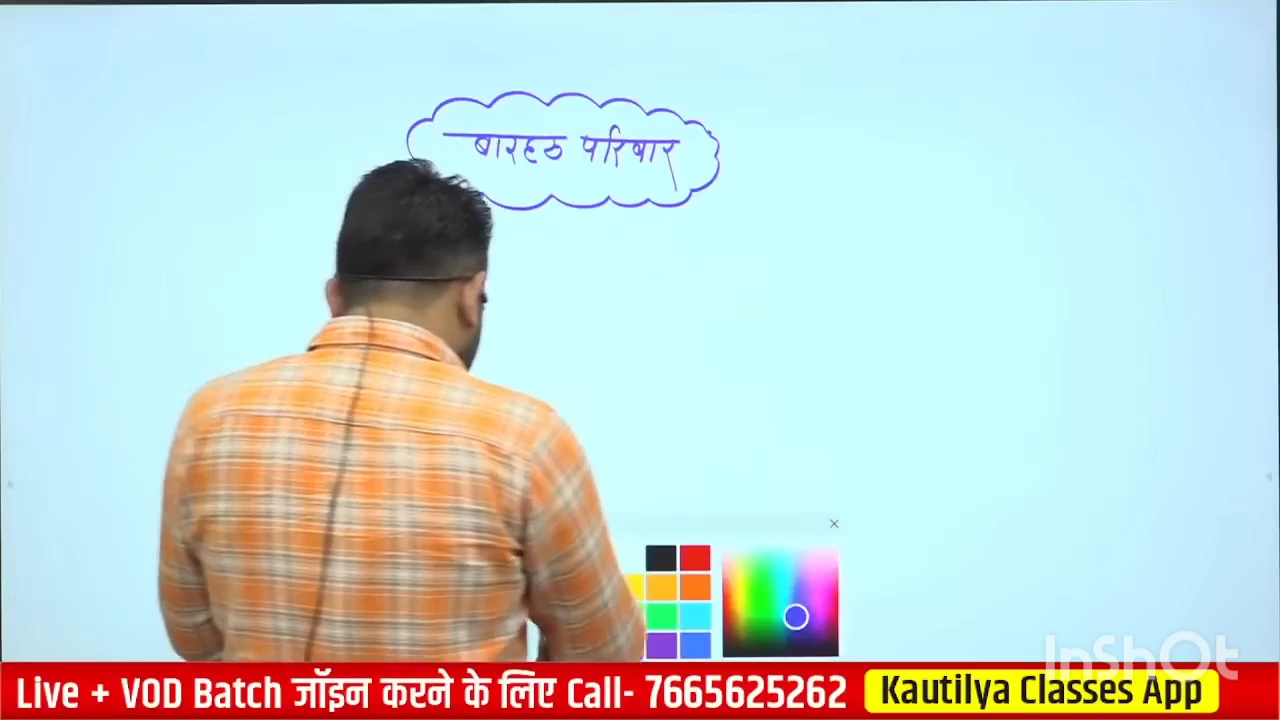 बारहठ परिवार
InShOt
Live + VOD Batch जॉइन करने के लिए Call- 7665625262
Kautilya Classes App